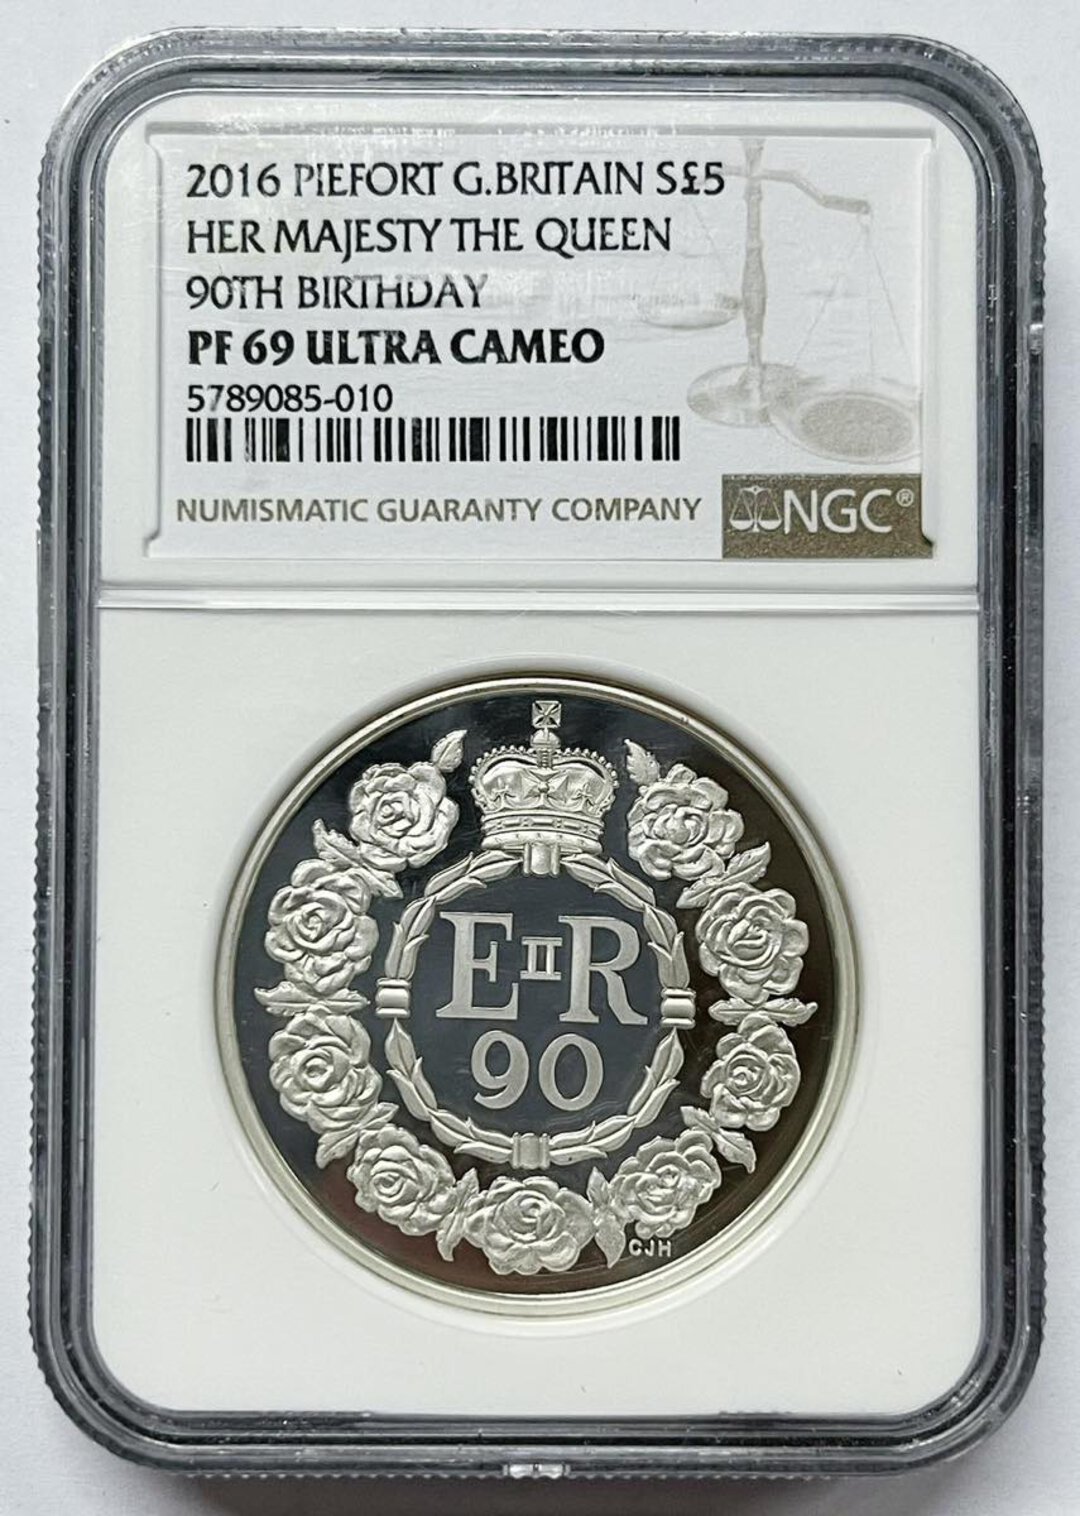 2016 PIEFORT G.BRITAIN S£5
HER MAJESTY THE QUEEN
90TH BIRTHDAY
PF 69 ULTRA CAMEO
5789085-010
NUMISMATIC GUARANTY COMPANY
NGC®
E II R
90
CJH